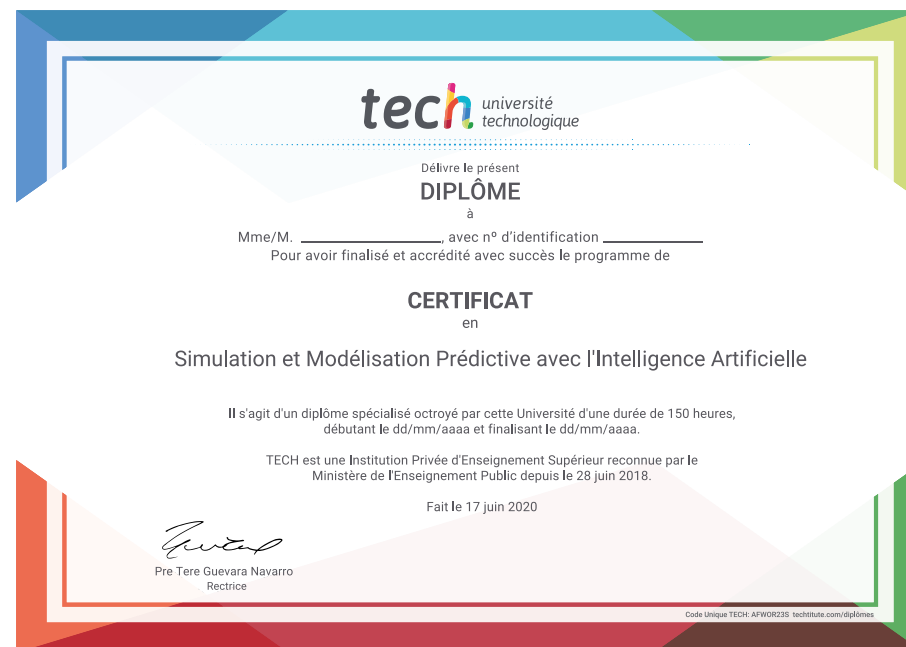 tech université
technologique
Délivre le présent
DIPLÔME
à
Mme/M. ____________________, avec nº d'identification ______________
Pour avoir finalisé et accrédité avec succès le programme de
CERTIFICAT
en
Simulation et Modélisation Prédictive avec l'Intelligence Artificielle
Il s'agit d'un diplôme spécialisé octroyé par cette Université d'une durée de 150 heures,
débutant le dd/mm/aaaa et finalisant le dd/mm/aaaa.
TECH est une Institution Privée d'Enseignement Supérieur reconnue par le
Ministère de l'Enseignement Public depuis le 28 juin 2018.
Fait le 17 juin 2020
Pre Tere Guevara Navarro
Rectrice
Code Unique TECH: AFWOR23S techtitute.com/diplômes